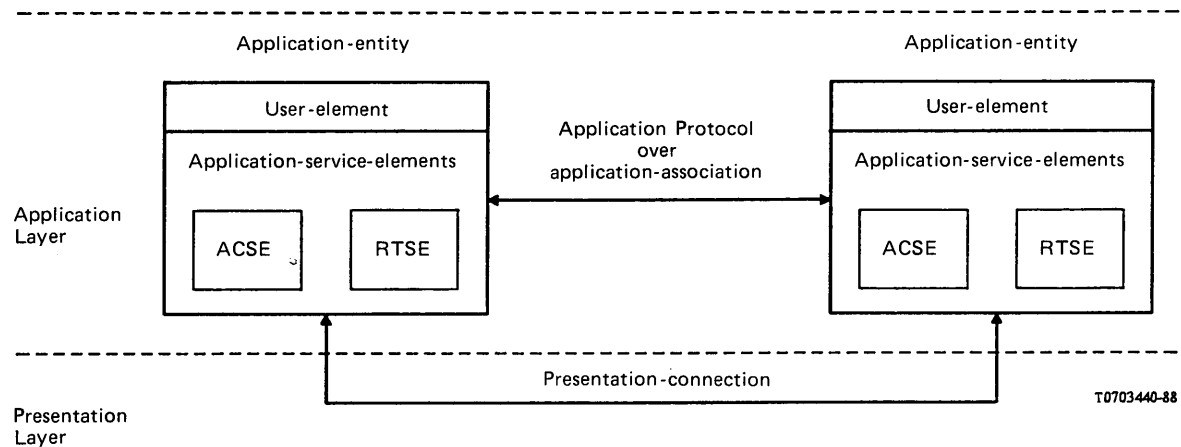 Application-entity
Application-entity
User-element
User-element
Application Protocol
over
application-association
Application-service-elements
Application-service-elements
Application
Layer
ACSE
RTSE
ACSE
RTSE
Presentation-connection
T0703440-88
Presentation
Layer